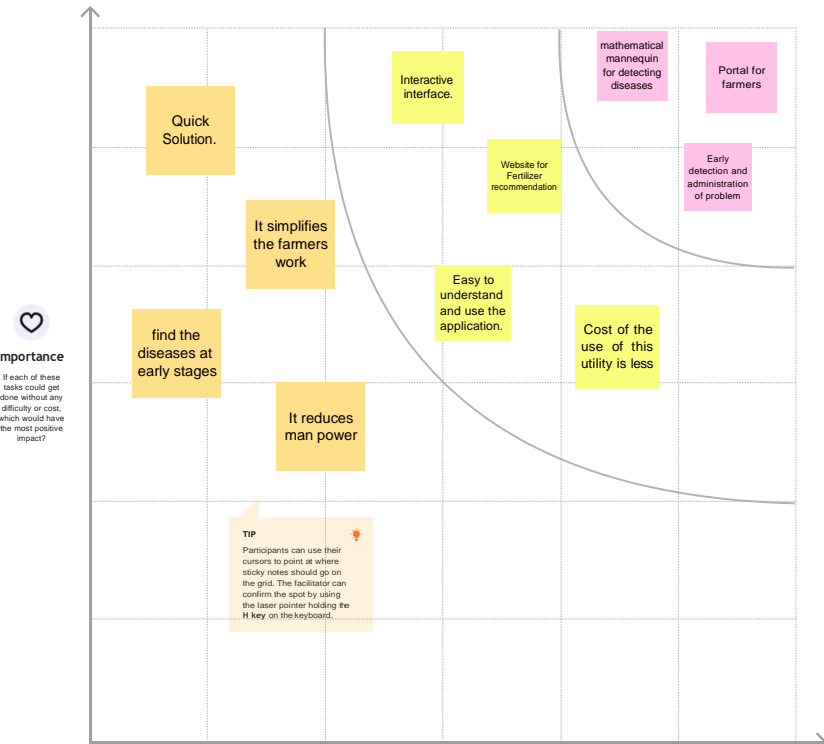 mathematical
mannequin
for detecting
diseases
Portal for
farmers
Interactive
interface.
Quick
Solution.
Website for
Fertilizer
recommendation
Early
detection and
administration
of problem
It simplifies
the farmers
work
Easy to
understand
and use the
application.
Cost of the
use of this
utility is less
find the
diseases at
early stages
mportance
If each of these
tasks could get
done without any
difficulty or cost,
which would have
the most positive
impact?
It reduces
man power
TIP
Participants can use their
cursors to point at where
sticky notes should go on
the grid. The facilitator can
confirm the spot by using
the laser pointer holding the
H key on the keyboard.